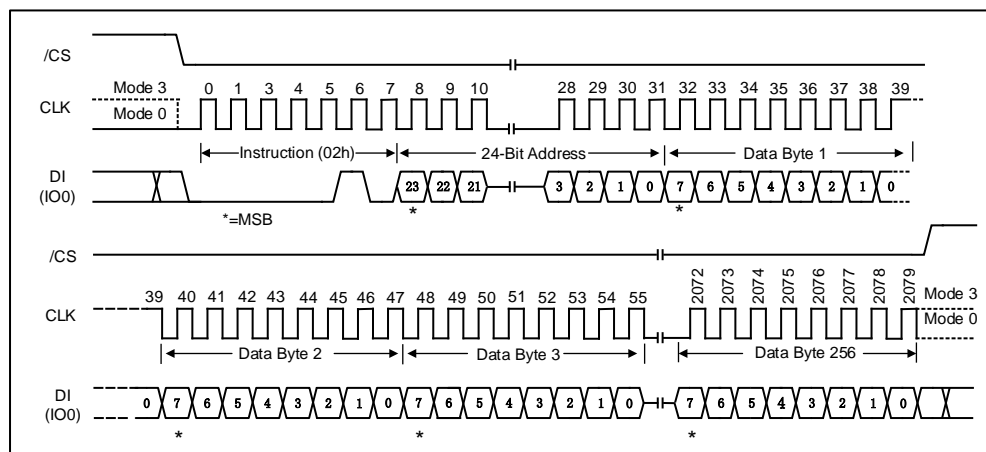 /CS
Mode 3 0 1 3 4 5 6 7 8 9 10 28 29 30 31 32 33 34 35 36 37 38 39
CLK
Mode 0
Instruction (02h) 24-Bit Address Data Byte 1
DI
(IO0)
23 22 21 3 2 1 0 7 6 5 4 3 2 1 0
*=MSB * *
/CS
39 40 41 42 43 44 45 46 47 48 49 50 51 52 53 54 55 2072 2073 2074 2075 2076 2077 2078 2079
Mode 3
CLK
Mode 0
Data Byte 2 Data Byte 3 Data Byte 256
DI
(IO0)
0 7 6 5 4 3 2 1 0 7 6 5 4 3 2 1 0 7 6 5 4 3 2 1 0
* * *